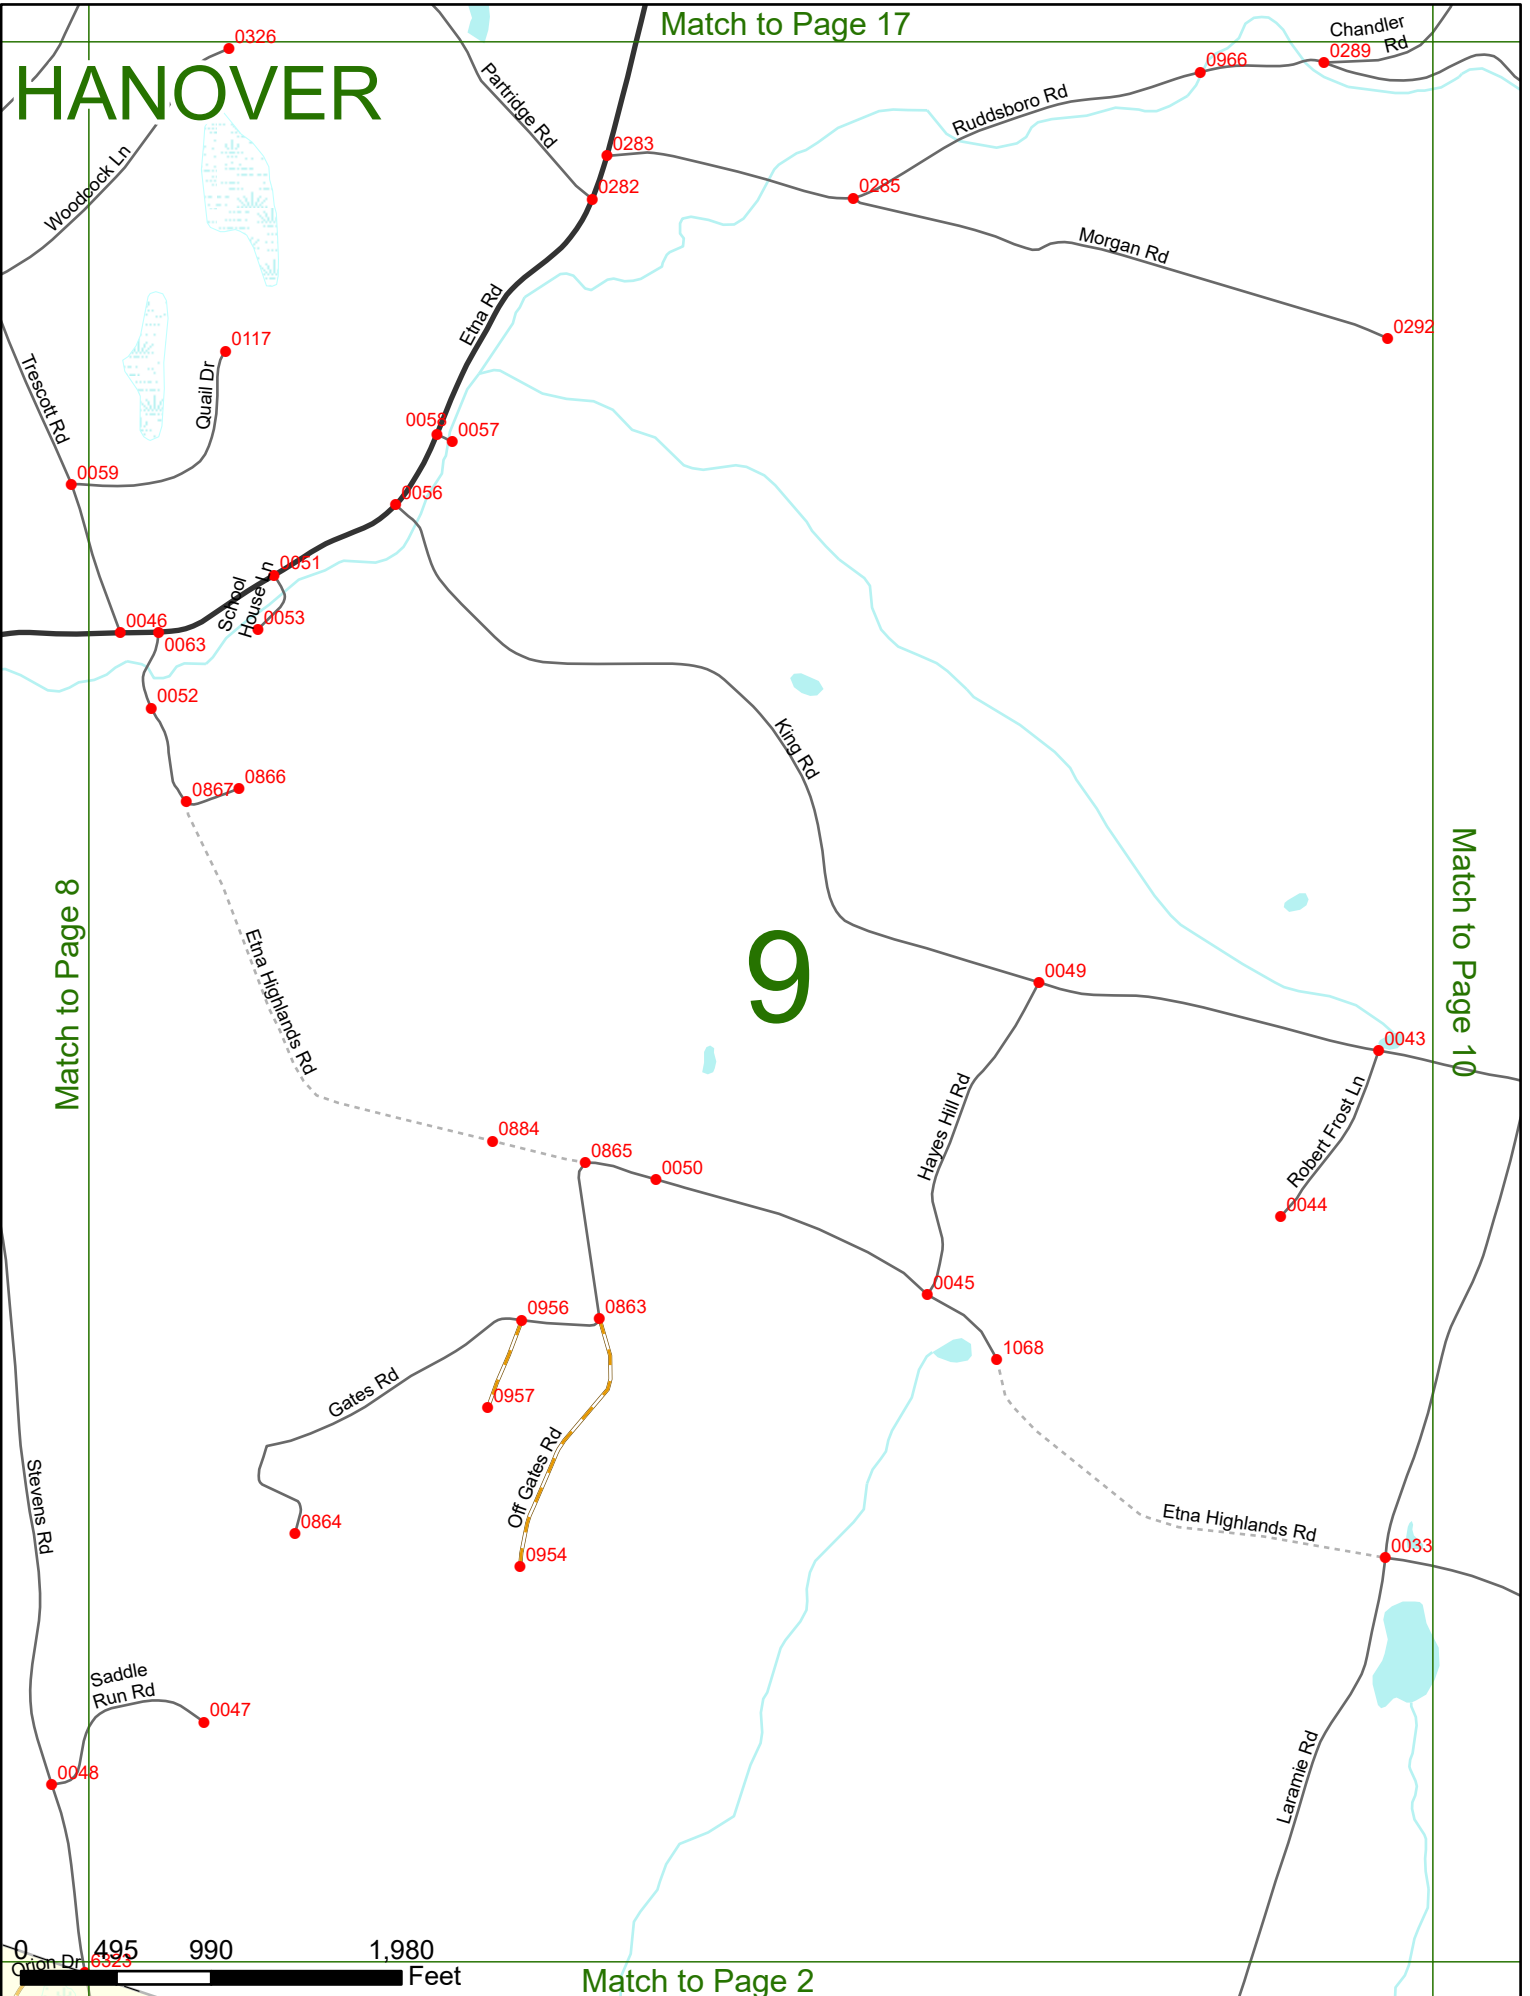 Match to Page 17
Chandler
Rd
0326
0289
0966
HANOVER
Partridge Rd
Ruddsboro Rd
0283
Woodcock Ln
0282
0285
Morgan Rd
Etna Rd
0292
0117
Trescott Rd
Quail Dr
0058
0057
0059
0056
0051
School
House Ln
0053
0046
0063
0052
King Rd
0866
0867
Match to Page 8
Match to Page 10
Etna Highlands Rd
9
0049
0043
Hayes Hill Rd
Robert Frost Ln
0884
0865
0050
0044
0045
0956
0863
1068
Gates Rd
0957
Off Gates Rd
Stevens Rd
0864
Etna Highlands Rd
0954
0033
Saddle
Run Rd
0047
Laramie Rd
0048
0 495 990 1,980
Orion Dr
6323
Feet
Match to Page 2